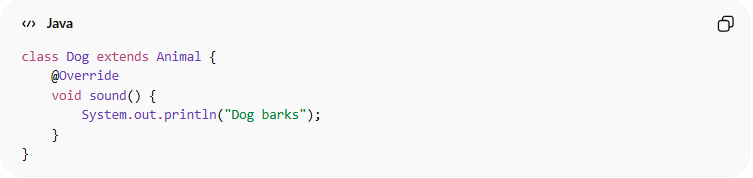 Java
class Dog extends Animal {
    @Override
    void sound() {
        System.out.println("Dog barks");
    }
}